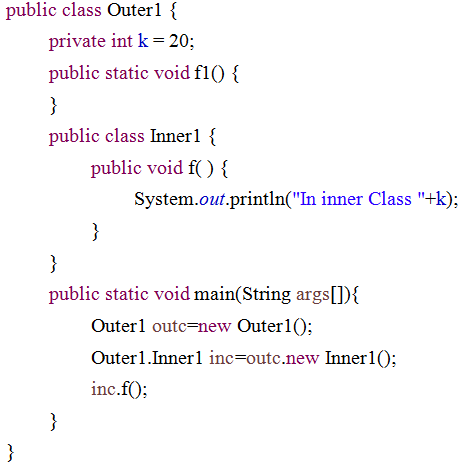 public class Outer1 {
private int k = 20;
public static void f1() {
}
public class Inner1 {
public void f( ) {
System.out.println("In inner Class "+k);
}
}
public static void main(String args[]){
Outer1 outc=new Outer1();
Outer1.Inner1 inc=outc.new Inner1();
inc.f();
}
}